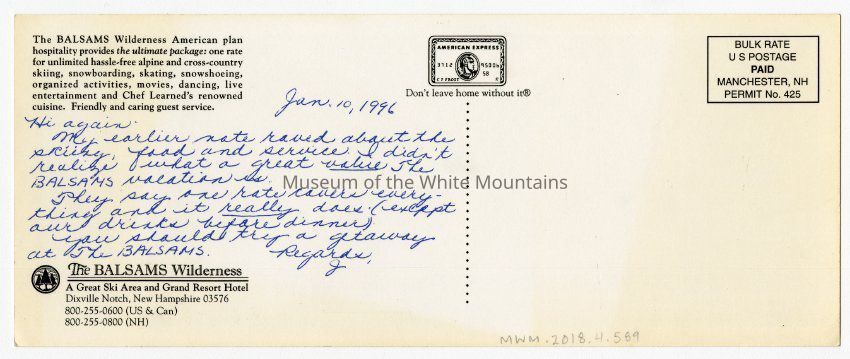 The BALSAMS Wilderness American plan
hospitality provides the ultimate package: one rate
for unlimited hassle-free alpine and cross-country
skiing, snowboarding, skating, snowshoeing,
organized activities, movies, dancing, live
entertainment and Chef Learned's renowned
cuisine. Friendly and caring guest service.
Jan. 10, 1996
Hi again.
My earlier note raved about the
skiing, food and service. I didn't
realize what a great value The
BALSAMS vacation is.
They say one rate covers every-
thing and it really does (except
our drinks before dinner)
You should try a getaway
at The BALSAMS.
Regards,
J
The BALSAMS Wilderness
A Great Ski Area and Grand Resort Hotel
Dixville Notch, New Hampshire 03576
800-255-0600 (US & Can)
800-255-0800 (NH)
AMERICAN EXPRESS
3712
95006
58
C F FROST
Don't leave home without it®
BULK RATE
U S POSTAGE
PAID
MANCHESTER, NH
PERMIT No. 425
Museum of the White Mountains
MWM.2018.4.589